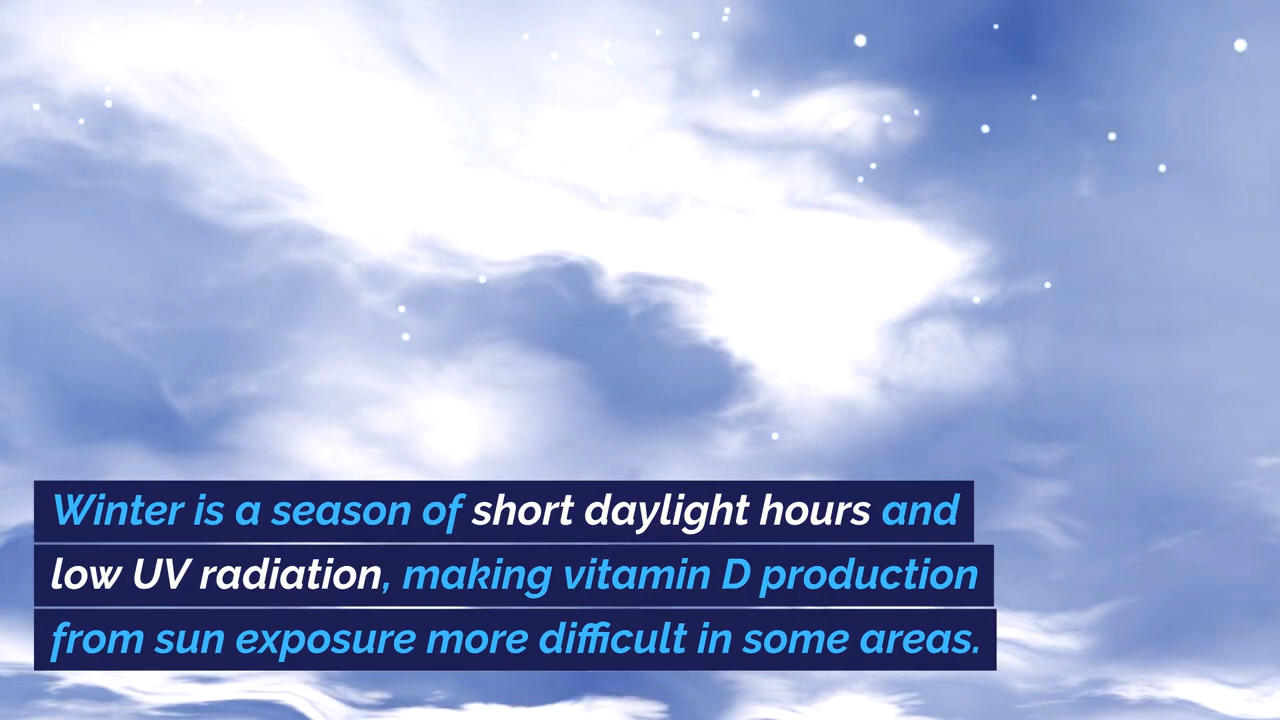 Winter is a season of short daylight hours and
low UV radiation, making vitamin D production
from sun exposure more difficult in some areas.